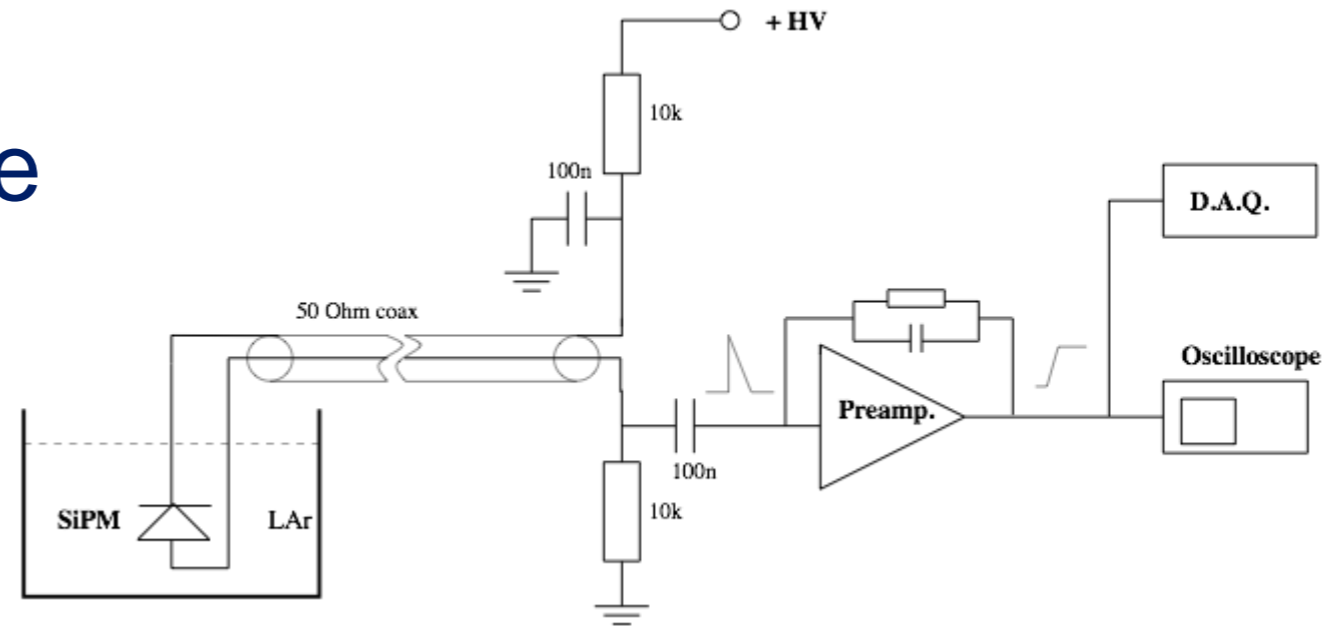 e
+ HV
10k
100n
D.A.Q.
50 Ohm coax
Oscilloscope
Preamp.
100n
SiPM
LAr
10k